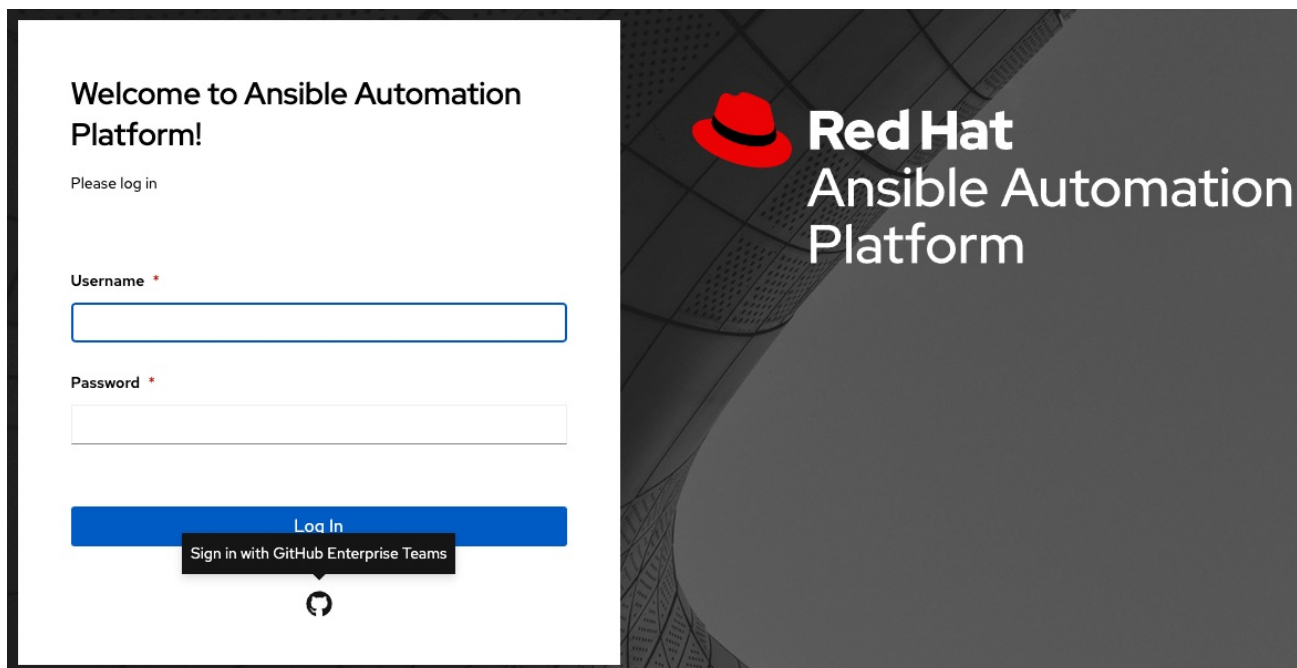 Welcome to Ansible Automation
Platform!
Please log in
Username *
Password *
Log In
Sign in with GitHub Enterprise Teams
Red Hat
Ansible Automation
Platform